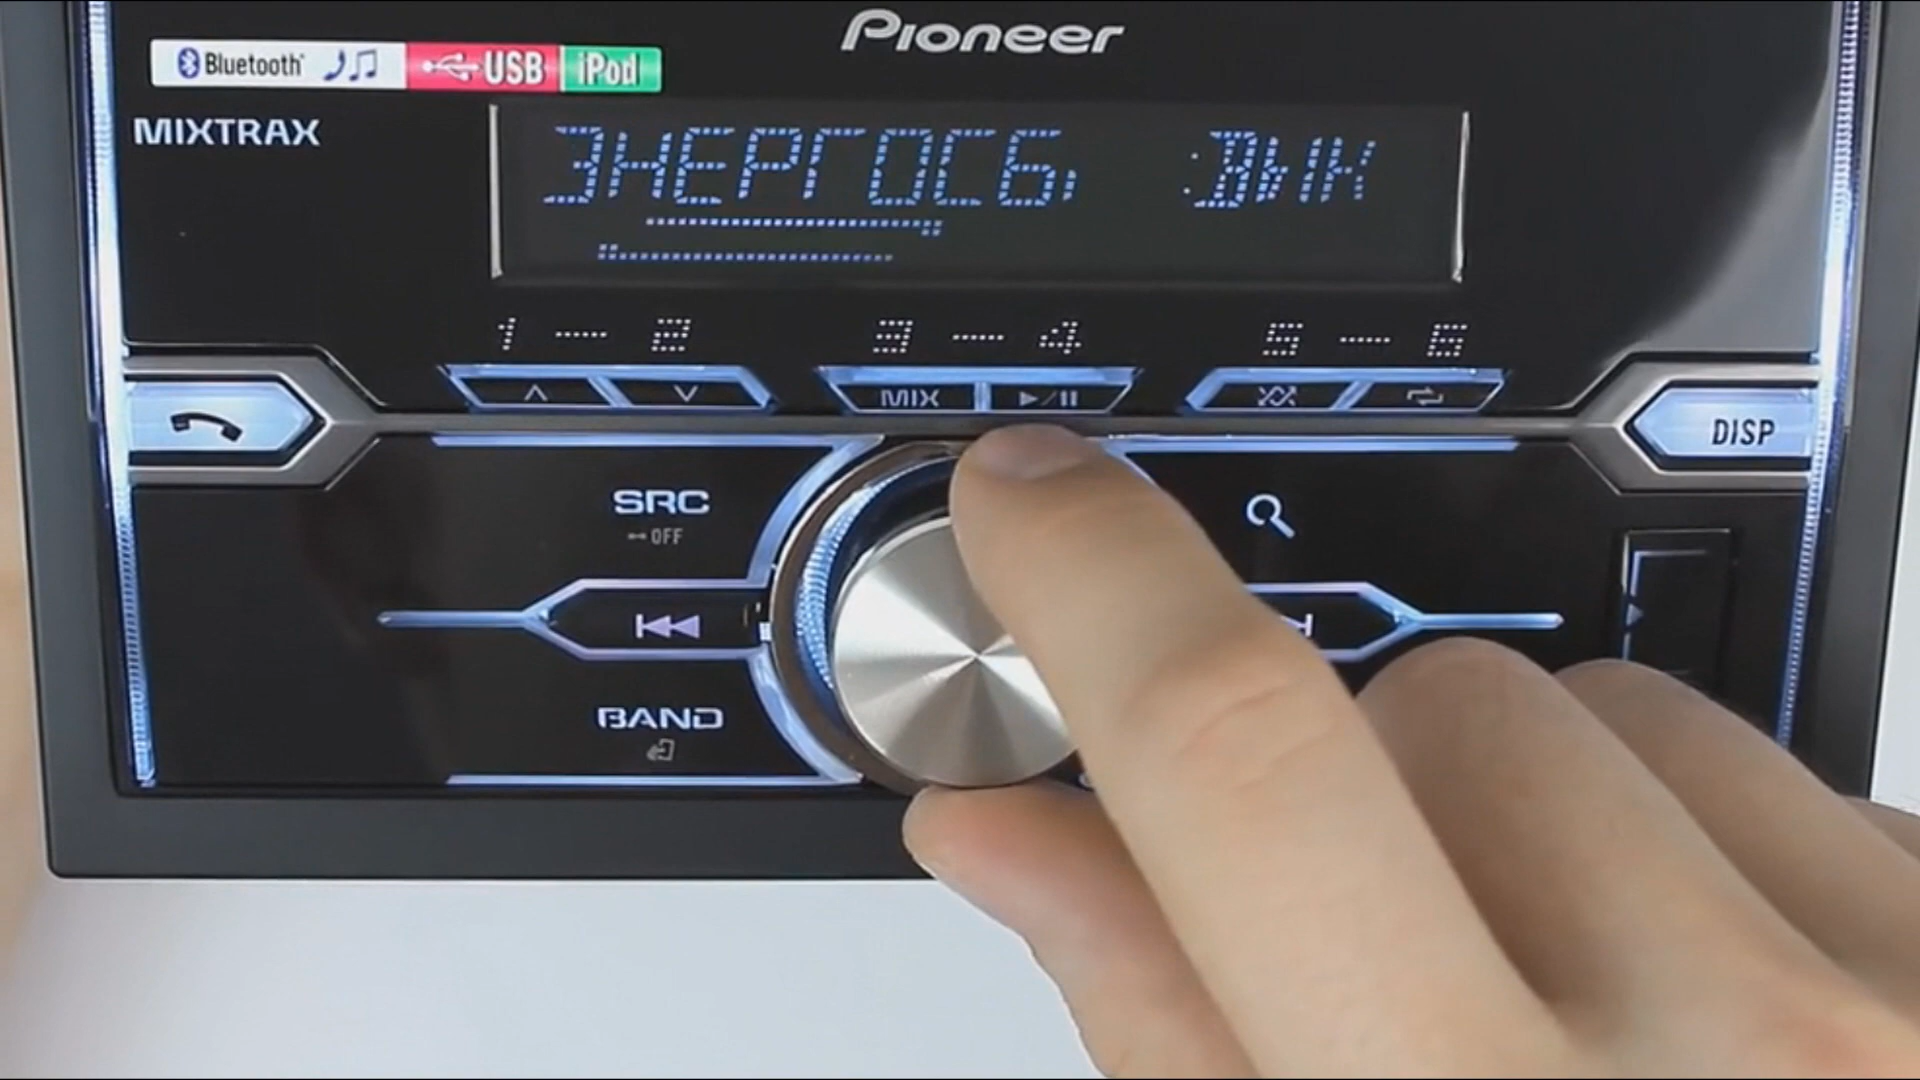 Pioneer
Bluetooth USB iPod
MIXTRAX
ЭНЕРГОСБ :ВЫК
1 2 3 4 5 6
MIX
DISP
SRC
OFF
BAND